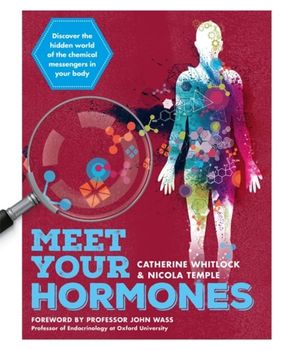 Discover the
hidden world
of the chemical
messengers in
your body
MEET
YOUR
HORMONES
CATHERINE WHITLOCK
& NICOLA TEMPLE
FOREWORD BY PROFESSOR JOHN WASS
Professor of Endocrinology at Oxford University